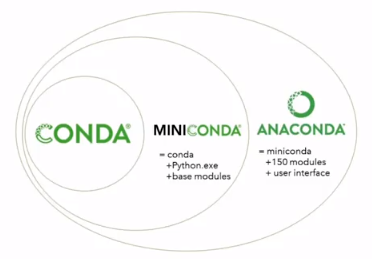 CONDA®
MINICONDA®
= conda
+Python.exe
+base modules
ANACONDA®
= miniconda
+150 modules
+ user interface